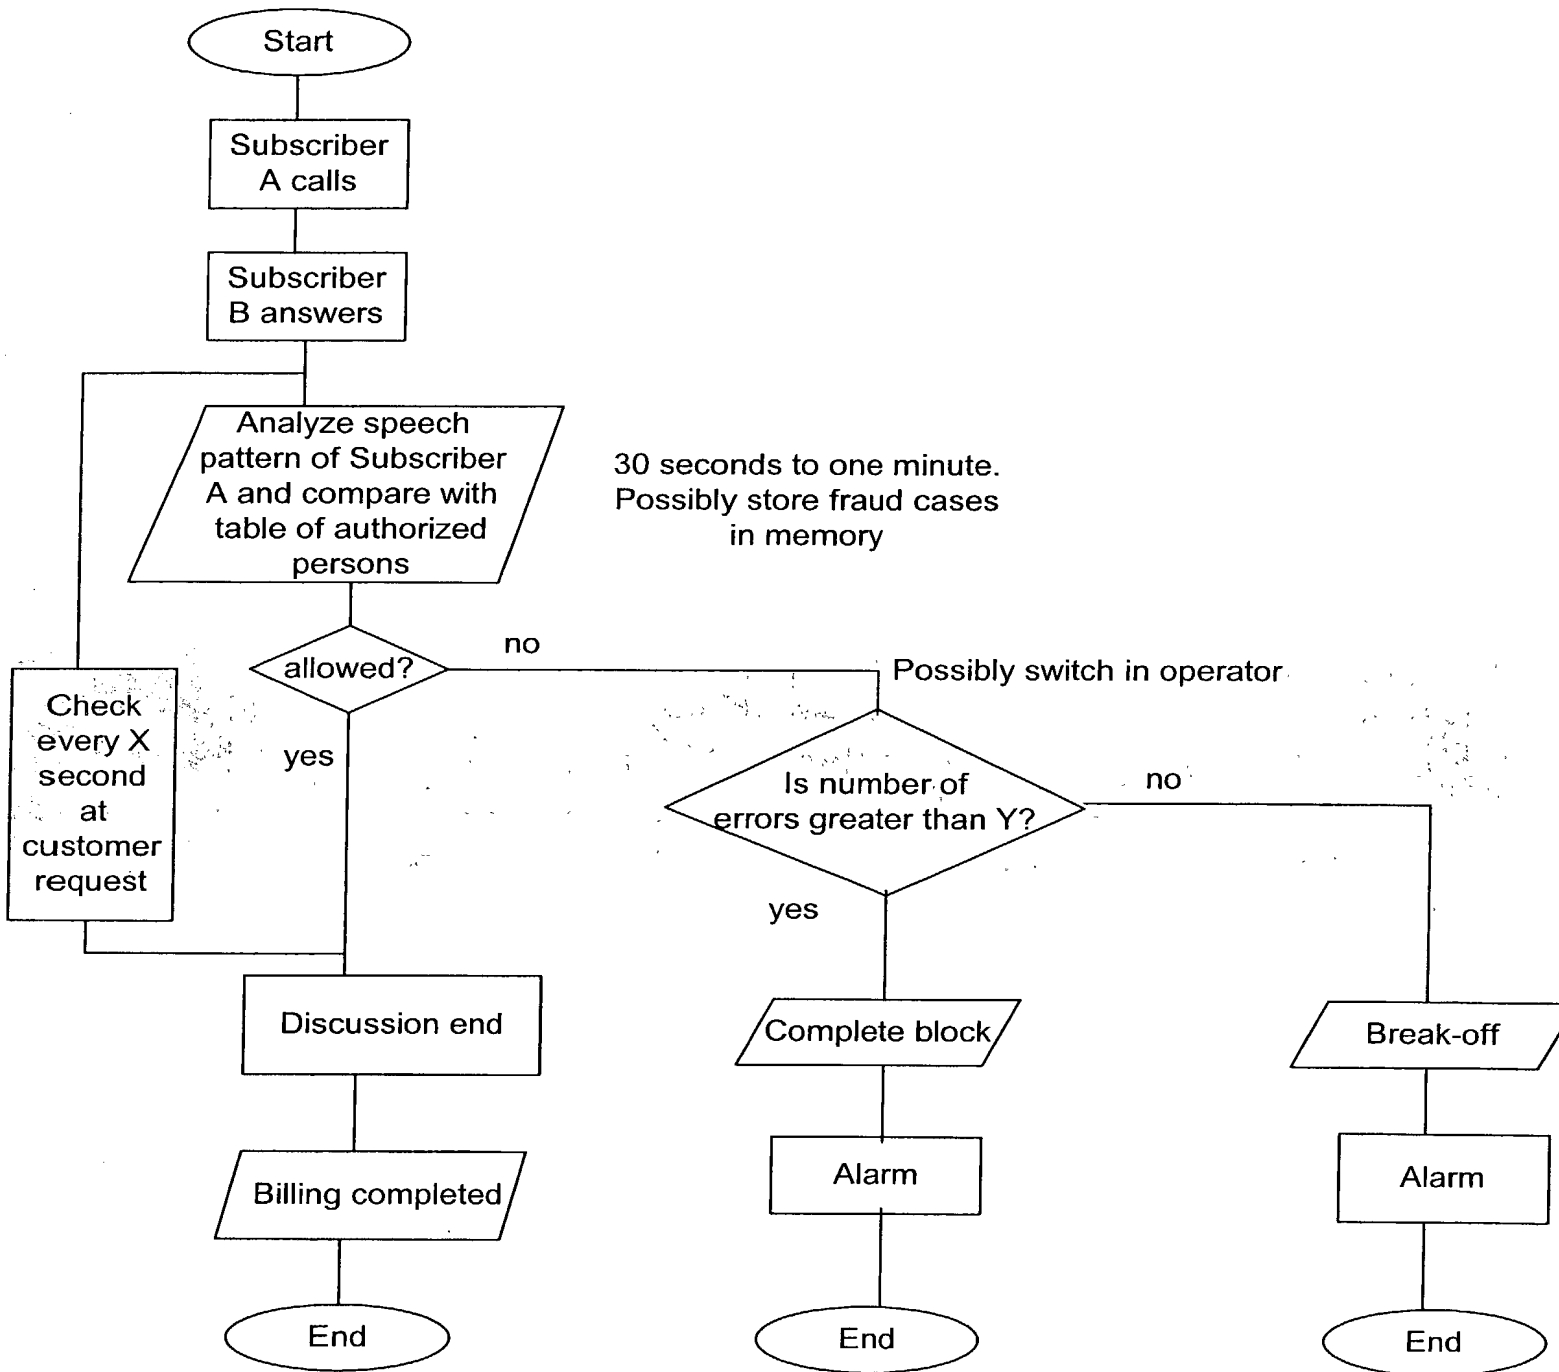 Start
Subscriber
A calls
Subscriber
B answers
Analyze speech
pattern of Subscriber
A and compare with
table of authorized
persons
30 seconds to one minute.
Possibly store fraud cases
in memory
allowed?
no
Possibly switch in operator
Check
every X
second
at
customer
request
yes
Is number of
errors greater than Y?
no
yes
Discussion end
Complete block
Break-off
Billing completed
Alarm
Alarm
End
End
End